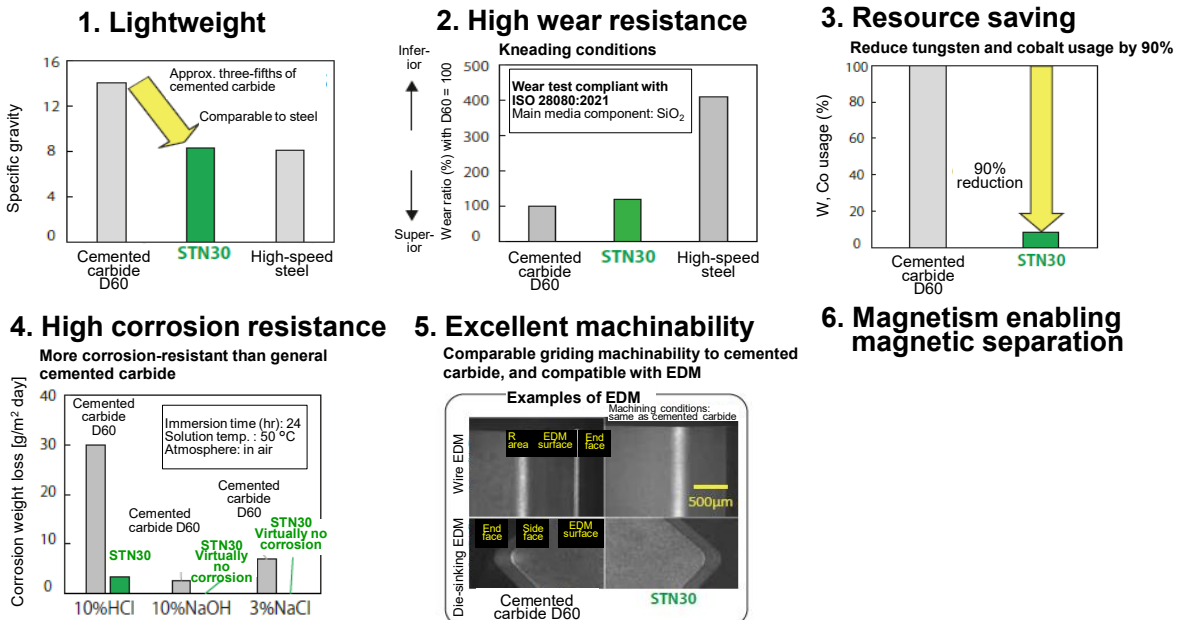 1. Lightweight
Specific gravity
16
12
8
4
0
Approx. three-fifths of
cemented carbide
Comparable to steel
Cemented
carbide
D60
STN30
High-speed
steel
2. High wear resistance
Kneading conditions
Infer-
ior
Super-
ior
Wear ratio (%) with D60 = 100
500
400
300
200
100
0
Wear test compliant with
ISO 28080:2021
Main media component: SiO2
Cemented
carbide
D60
STN30
High-speed
steel
3. Resource saving
Reduce tungsten and cobalt usage by 90%
W, Co usage (%)
100
80
60
40
20
0
90%
reduction
Cemented
carbide
D60
STN30
4. High corrosion resistance
More corrosion-resistant than general
cemented carbide
Corrosion weight loss [g/m2 day]
40
30
20
10
0
Cemented
carbide
D60
Immersion time (hr): 24
Solution temp. : 50 ºC
Atmosphere: in air
STN30
Cemented
carbide D60
STN30
Virtually
no
corrosion
Cemented
carbide
D60
STN30
Virtually no
corrosion
10%HCl
10%NaOH
3%NaCl
5. Excellent machinability
Comparable griding machinability to cemented
carbide, and compatible with EDM
Examples of EDM
Machining conditions:
same as cemented carbide
Wire EDM
R
area
EDM
surface
End
face
500μm
Die-sinking EDM
End
face
Side
face
EDM
surface
Cemented
carbide D60
STN30
6. Magnetism enabling
magnetic separation